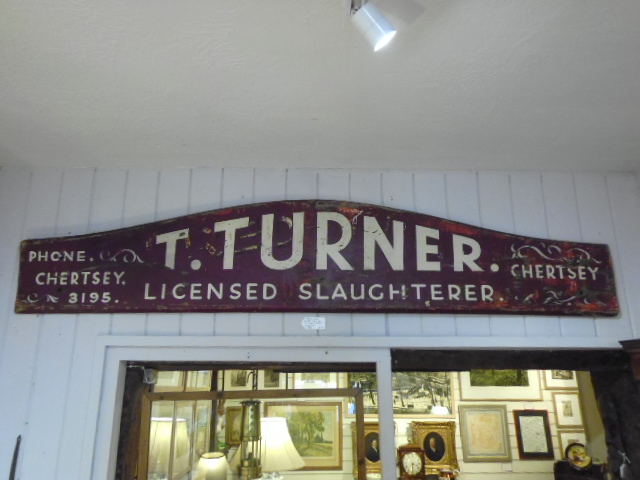 T. TURNER.
PHONE.
CHERTSEY.
3195.
CHERTSEY
LICENSED SLAUGHTERER.